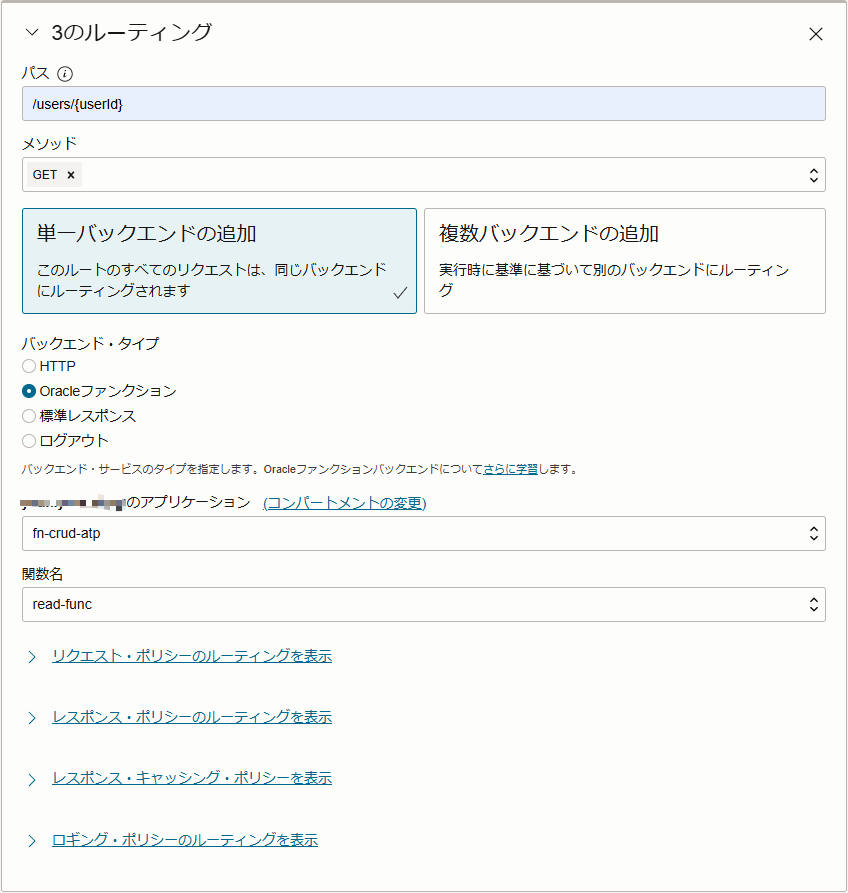 3のルーティング
パス
/users/{userId}
メソッド
GET ×
単一バックエンドの追加
このルートのすべてのリクエストは、同じバックエンド
にルーティングされます
複数バックエンドの追加
実行時に基準に基づいて別のバックエンドにルーティン
グ
バックエンド・タイプ
HTTP
Oracleファンクション
標準レスポンス
ログアウト
バックエンド・サービスのタイプを指定します。Oracleファンクションバックエンドについてさらに学習します。
のアプリケーション (コンパートメントの変更)
fn-crud-atp
関数名
read-func
リクエスト・ポリシーのルーティングを表示
レスポンス・ポリシーのルーティングを表示
レスポンス・キャッシング・ポリシーを表示
ロギング・ポリシーのルーティングを表示